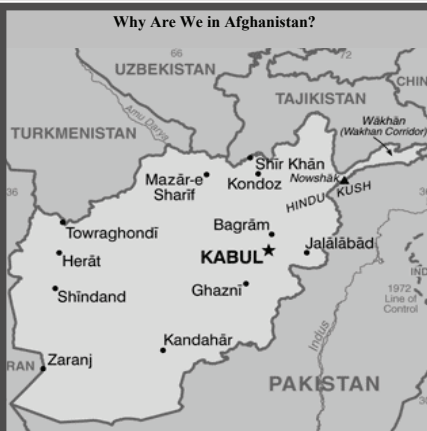 Why Are We in Afghanistan?
66
72
UZBEKISTAN
CHIN
TAJIKISTAN
Amu Darya
Wākhān
(Wakhan Corridor)
TURKMENISTAN
Shīr Khān
Mazār-e
Sharīf
Kondoz
Nowshāk
HINDU KUSH
36
Bagrām
Towraghondī
KABUL
Jalālābād
Herāt
IND
Ghaznī
1972
Line of
Control
Shīndand
Indus
Kandahār
RAN
Zaranj
PAKISTAN